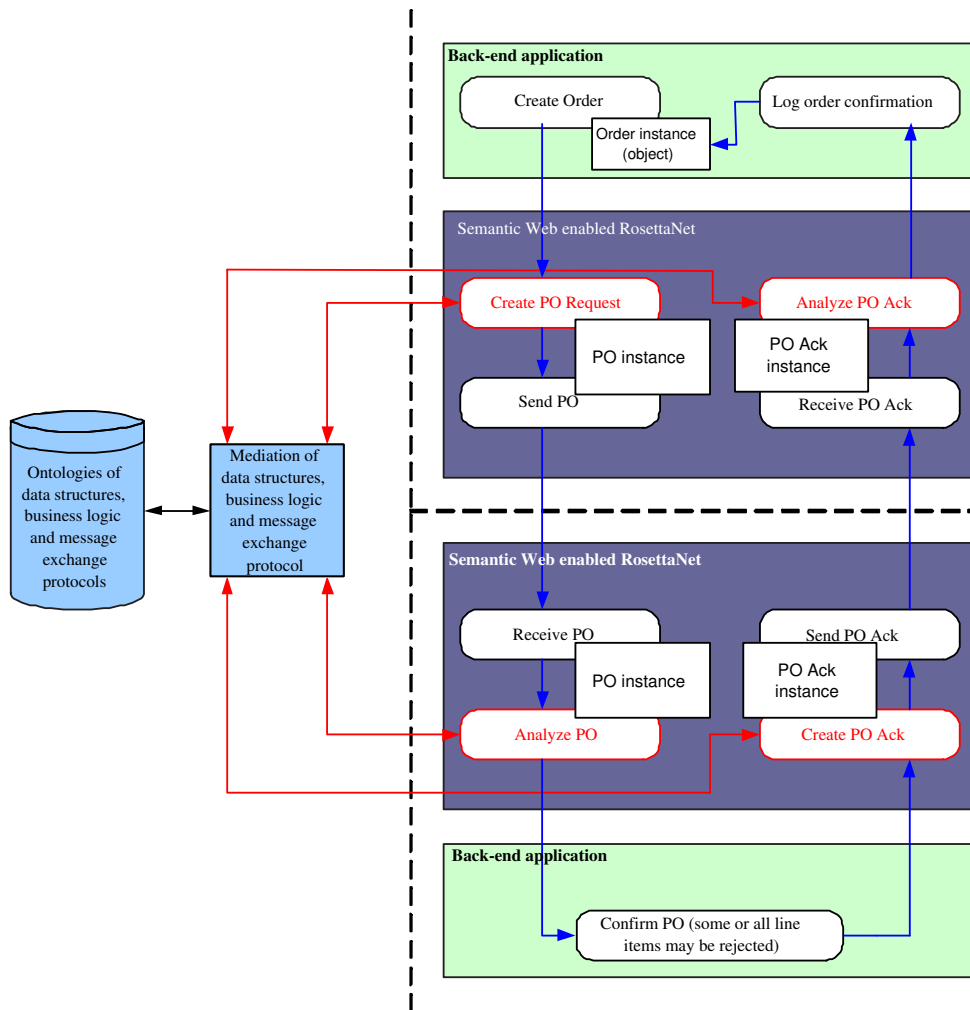 Back-end application
Create Order
Log order confirmation
Order instance
(object)
Semantic Web enabled RosettaNet
Create PO Request
Analyze PO Ack
PO instance
PO Ack
instance
Send PO
Receive PO Ack
Ontologies of
data structures,
business logic
and message
exchange
protocols
Mediation of
data structures,
business logic
and message
exchange
protocol
Semantic Web enabled RosettaNet
Receive PO
Send PO Ack
PO instance
PO Ack
instance
Analyze PO
Create PO Ack
Back-end application
Confirm PO (some or all line
items may be rejected)